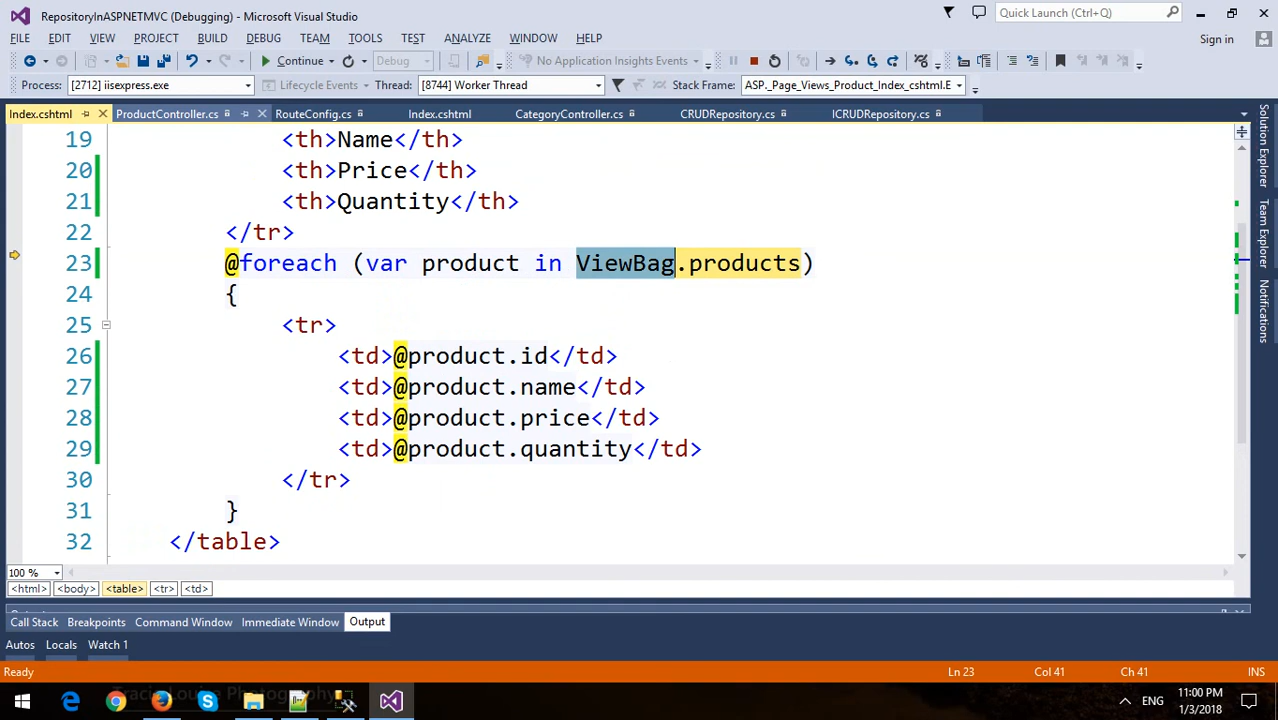 RepositoryInASPNETMVC (Debugging) - Microsoft Visual Studio
Quick Launch (Ctrl+Q)
FILE EDIT VIEW PROJECT BUILD DEBUG TEAM TOOLS TEST ANALYZE WINDOW HELP
Sign in
Continue Debug No Application Insights Events
Process: [2712] iisexpress.exe Lifecycle Events Thread: [8744] Worker Thread Stack Frame: ASP._Page_Views_Product_Index_cshtml.E
Index.cshtml ProductController.cs RouteConfig.cs Index.cshtml CategoryController.cs CRUDRepository.cs ICRUDRepository.cs
19 <th>Name</th>
20 <th>Price</th>
21 <th>Quantity</th>
22 </tr>
23 @foreach (var product in ViewBag.products)
24 {
25 <tr>
26 <td>@product.id</td>
27 <td>@product.name</td>
28 <td>@product.price</td>
29 <td>@product.quantity</td>
30 </tr>
31 }
32 </table>
Solution Explorer
Team Explorer
Notifications
100 %
<html> <body> <table> <tr> <td>
Call Stack Breakpoints Command Window Immediate Window Output
Autos Locals Watch 1
Ready Ln 23 Col 41 Ch 41 INS
ENG
11:00 PM
1/3/2018